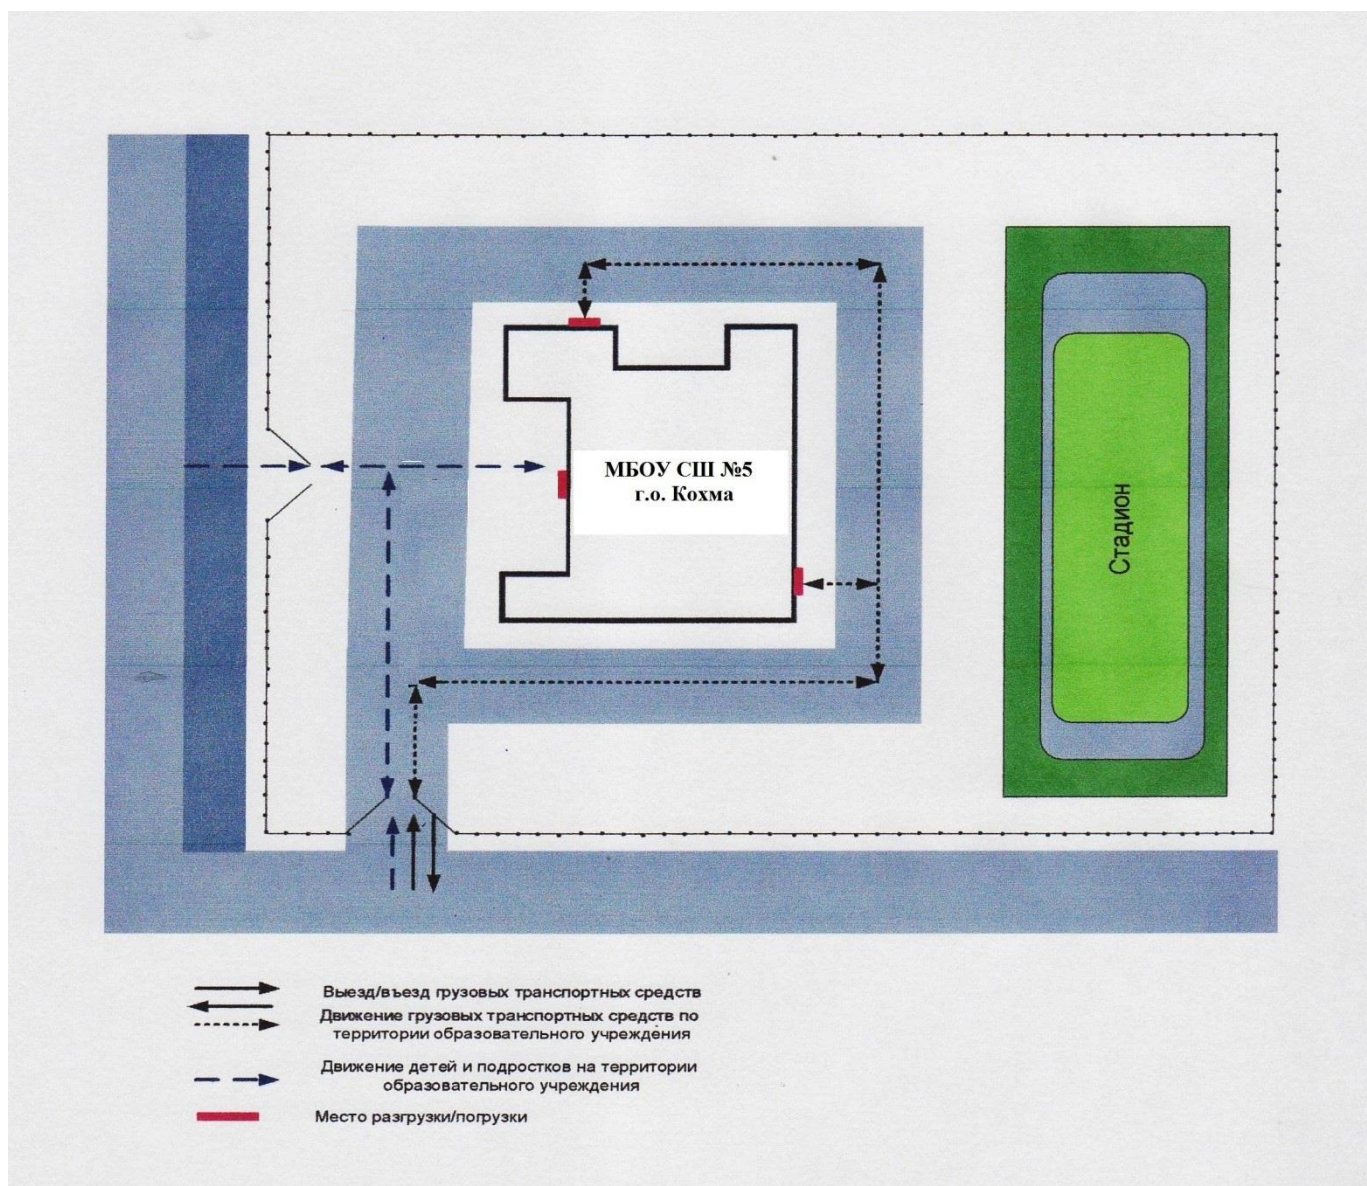 МБОУ СШ №5
г.о. Кохма
Стадион
Выезд/въезд грузовых транспортных средств
Движение грузовых транспортных средств по
территории образовательного учреждения
Движение детей и подростков на территории
образовательного учреждения
Место разгрузки/погрузки